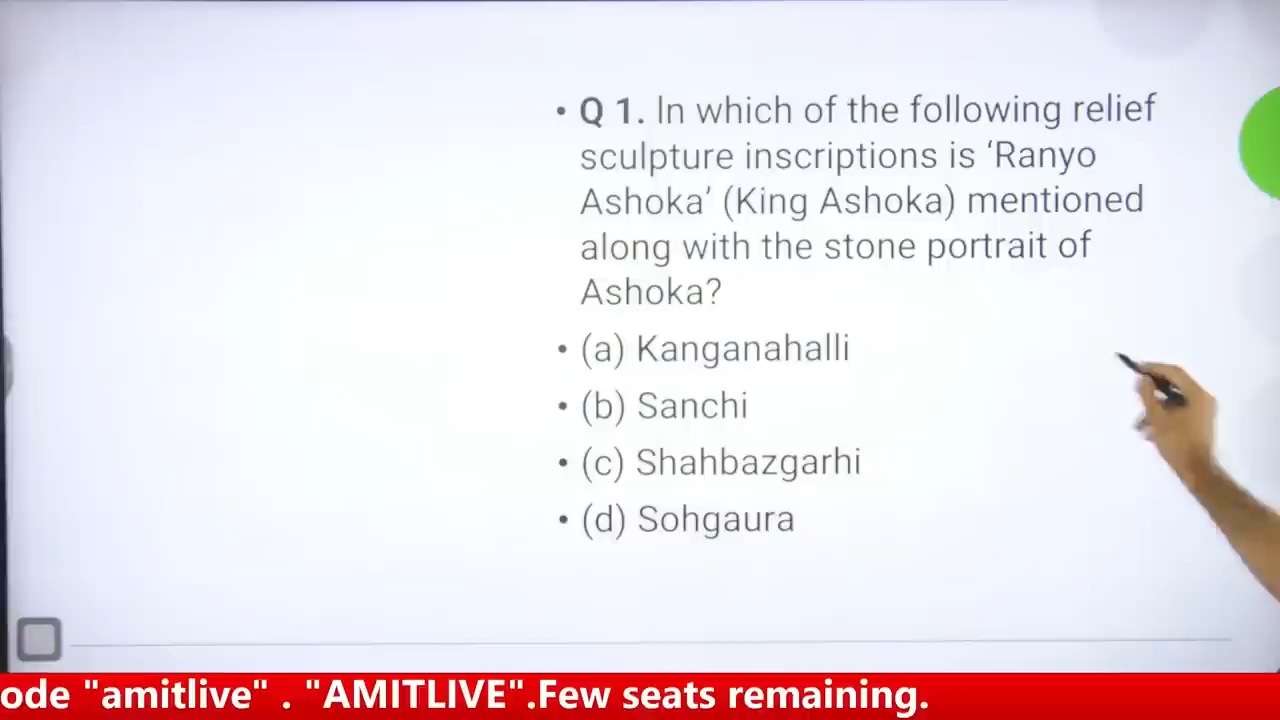 • Q 1. In which of the following relief
sculpture inscriptions is ‘Ranyo
Ashoka’ (King Ashoka) mentioned
along with the stone portrait of
Ashoka?
• (a) Kanganahalli
• (b) Sanchi
• (c) Shahbazgarhi
• (d) Sohgaura
ode "amitlive" . "AMITLIVE".Few seats remaining.